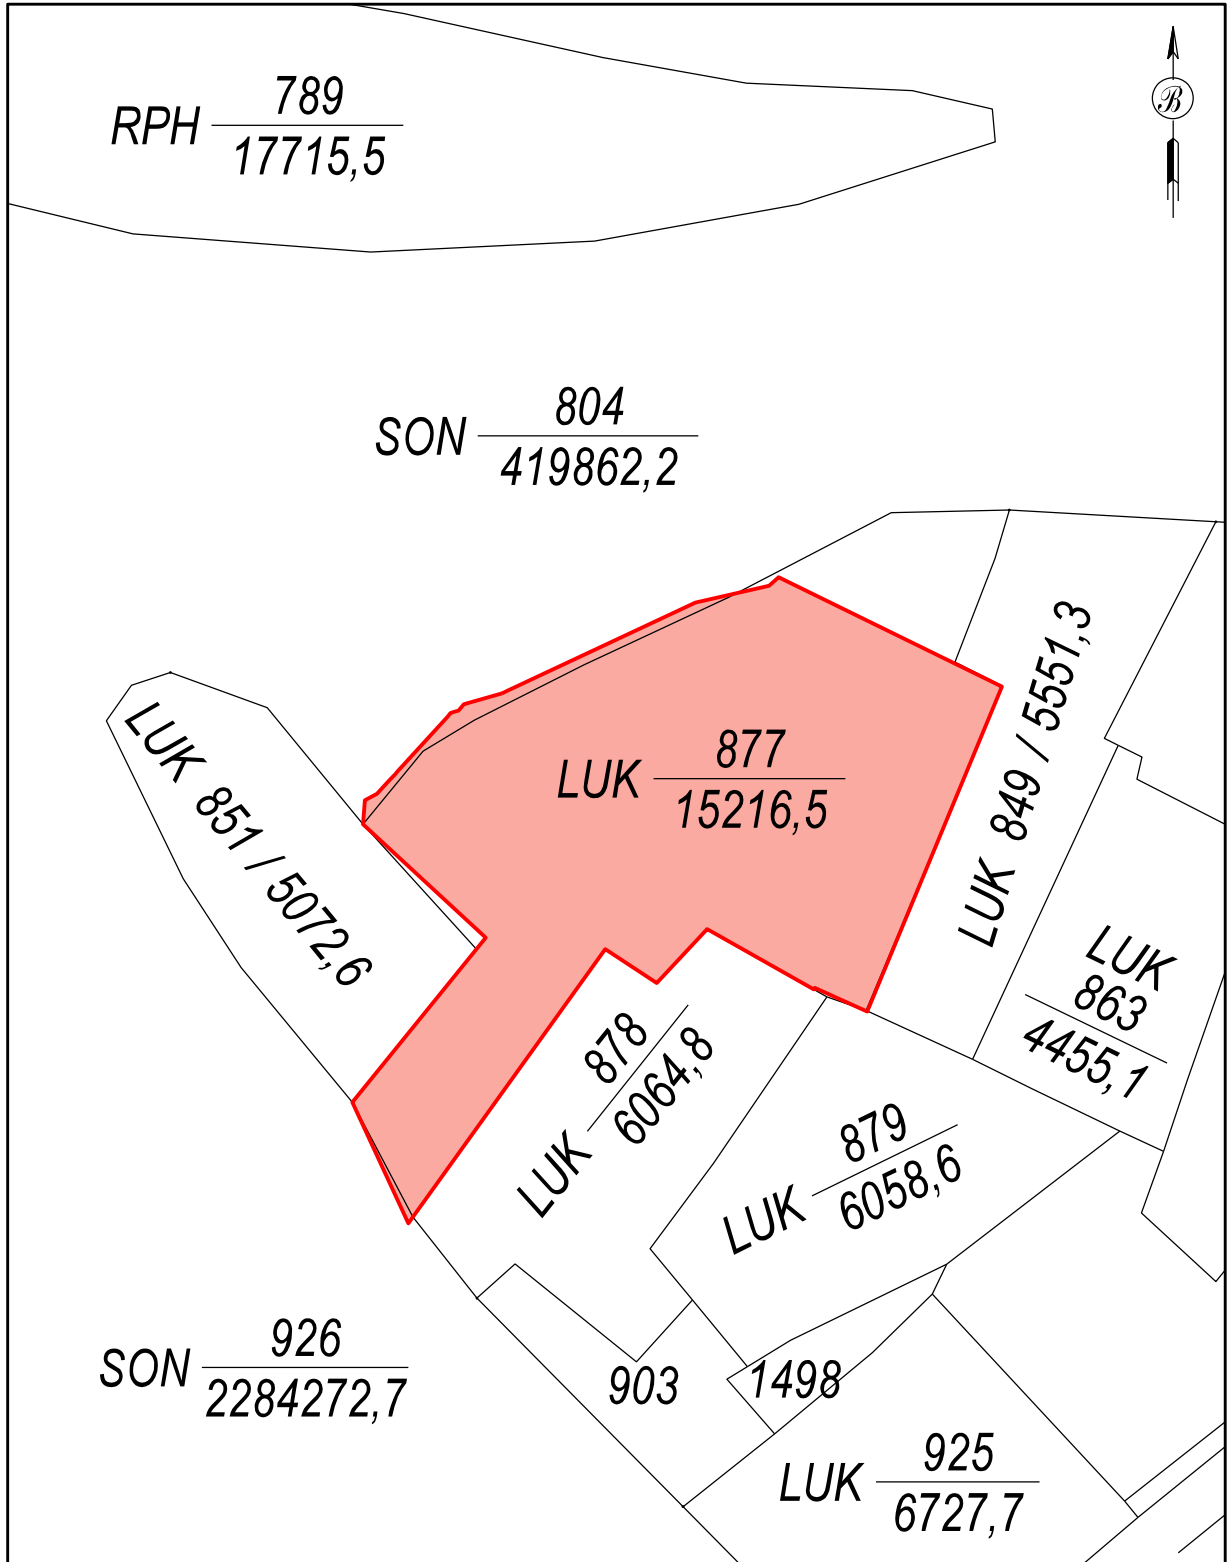 RPH 789
17715,5
B
SON 804
419862,2
LUK 849 / 5551,3
LUK 851 / 5072,6
LUK 877
15216,5
LUK
863
4455,1
LUK 878
6064,8
LUK 879
6058,6
SON 926
2284272,7
903
1498
LUK 925
6727,7